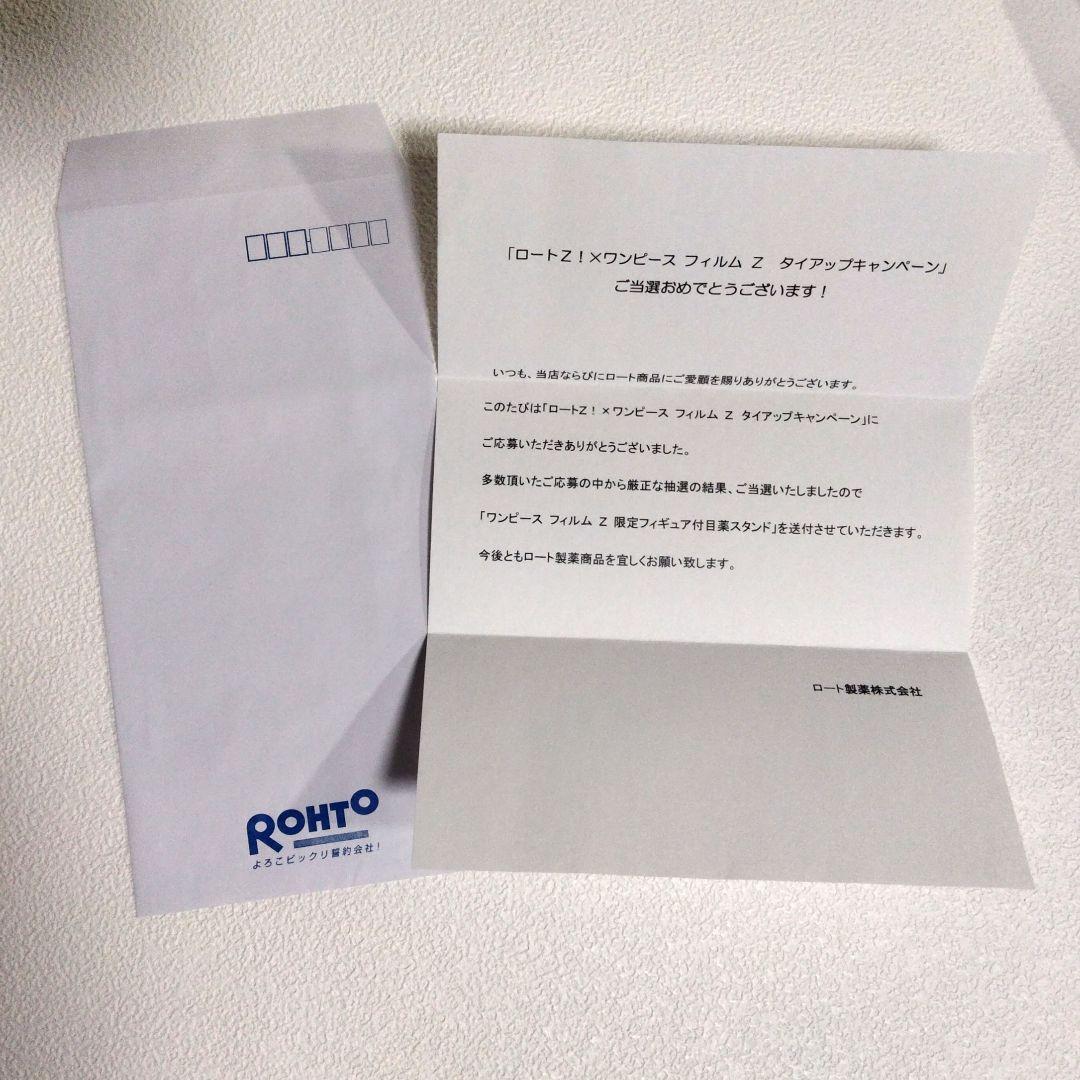 「ロートＺ！×ワンピース フィルム Ｚ　タイアップキャンペーン」
ご当選おめでとうございます！
いつも、当店ならびにロート商品にご愛顧を賜りありがとうございます。
このたびは「ロートＺ！×ワンピース フィルム Ｚ タイアップキャンペーン」に
ご応募いただきありがとうございました。
多数頂いたご応募の中から厳正な抽選の結果、ご当選いたしましたので
「ワンピース フィルム Ｚ 限定フィギュア付目薬スタンド」を送付させていただきます。
今後ともロート製薬商品を宜しくお願い致します。
ロート製薬株式会社
ROHTO
よろこビックリ誓約会社！